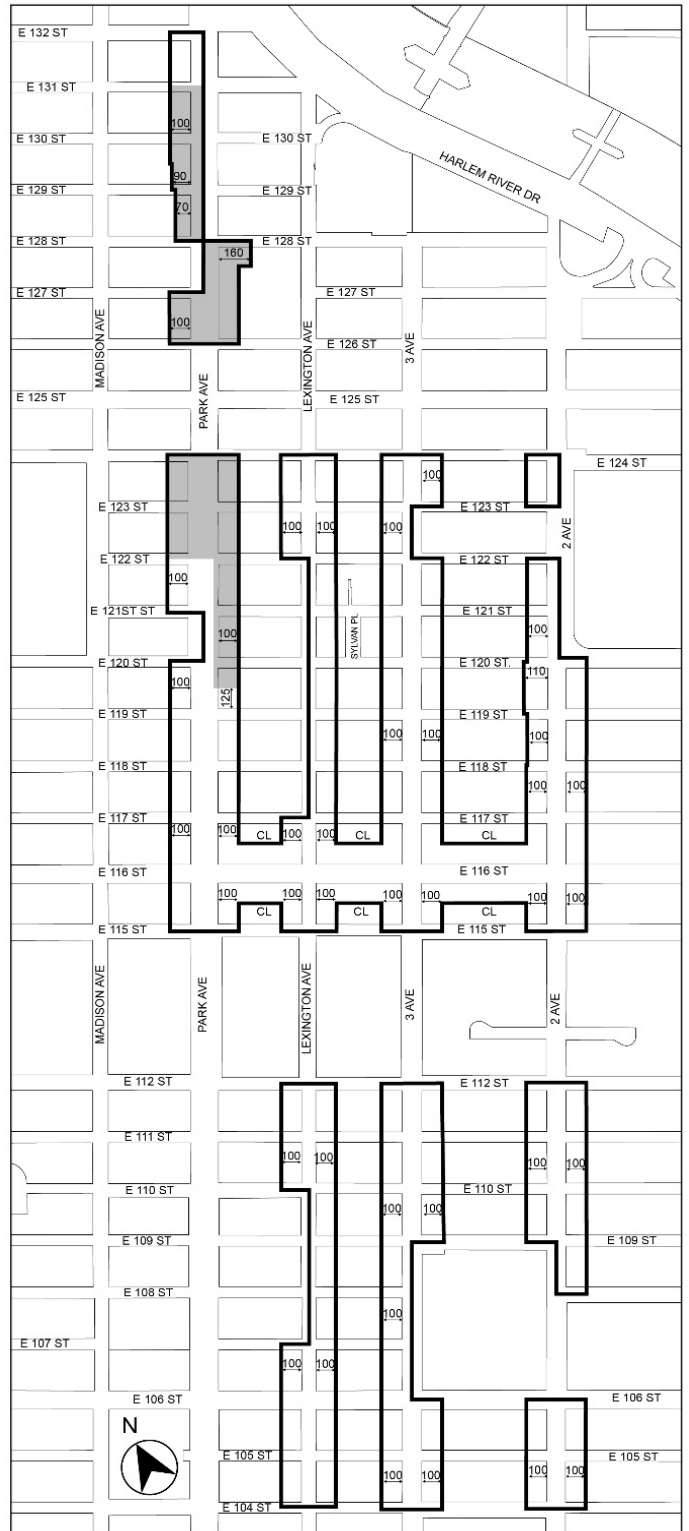 E 132 ST
E 131 ST
100
E 130 ST
E 130 ST
HARLEM RIVER DR
90
E 129 ST
E 129 ST
70
E 128 ST
E 128 ST
160
E 127 ST
E 127 ST
MADISON AVE
100
LEXINGTON AVE
3 AVE
E 126 ST
PARK AVE
E 125 ST
E 125 ST
E 124 ST
100
E 123 ST
E 123 ST
100
100
100
2 AVE
E 122 ST
E 122 ST
100
E 121ST ST
E 121 ST
SYLVAN PL
100
100
E 120 ST
E 120 ST.
100
110
125
E 119 ST
E 119 ST
100
100
100
E 118 ST
E 118 ST
100
100
E 117 ST
E 117 ST
100
100
CL
100
100
CL
CL
E 116 ST
E 116 ST
100
100
100
100
100
100
100
CL
CL
CL
E 115 ST
E 115 ST
MADISON AVE
PARK AVE
LEXINGTON AVE
3 AVE
2 AVE
E 112 ST
E 112 ST
E 111 ST
100
100
100
100
E 110 ST
E 110 ST
100
100
E 109 ST
E 109 ST
E 108 ST
100
E 107 ST
100
100
E 106 ST
E 106 ST
N
E 105 ST
E 105 ST
100
100
100
100
E 104 ST